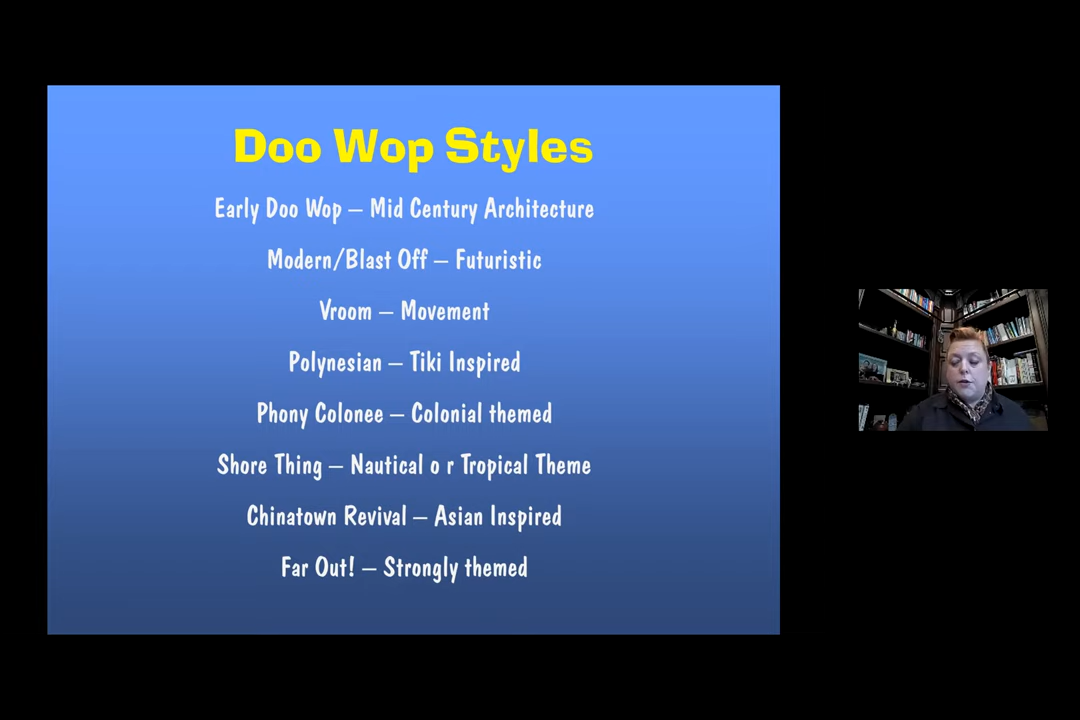 Doo Wop Styles
Early Doo Wop – Mid Century Architecture
Modern/Blast Off – Futuristic
Vroom – Movement
Polynesian – Tiki Inspired
Phony Colonee – Colonial themed
Shore Thing – Nautical o r Tropical Theme
Chinatown Revival – Asian Inspired
Far Out! – Strongly themed